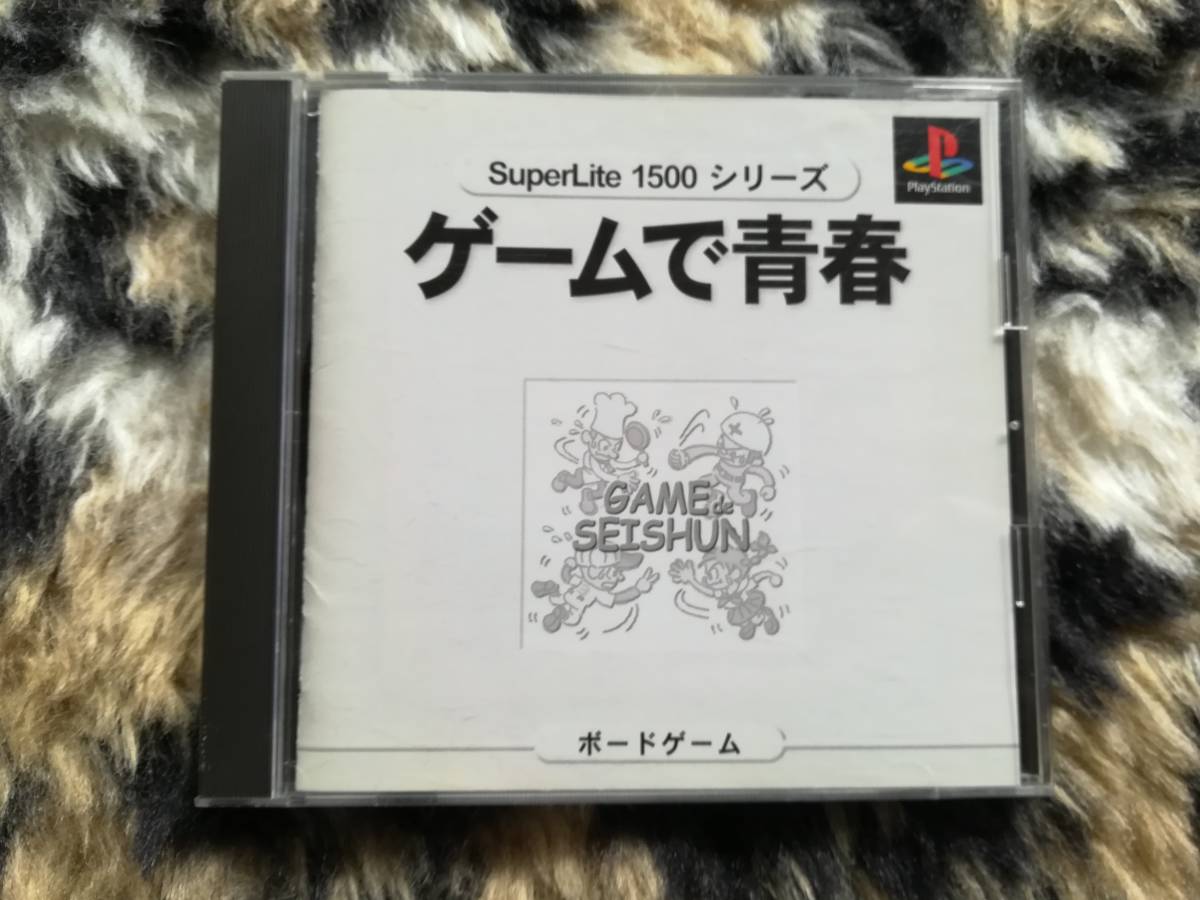 SuperLite 1500 シリーズ
PlayStation
ゲームで青春
GAME de
SEISHUN
ボードゲーム